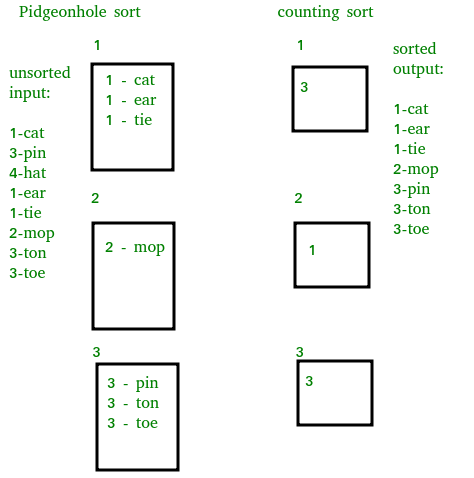 Pidgeonhole sort
counting sort
unsorted
input:
1-cat
3-pin
4-hat
1-ear
1-tie
2-mop
3-ton
3-toe
1
1 - cat
1 - ear
1 - tie
2
2 - mop
3
3 - pin
3 - ton
3 - toe
1
3
2
1
3
3
sorted
output:
1-cat
1-ear
1-tie
2-mop
3-pin
3-ton
3-toe